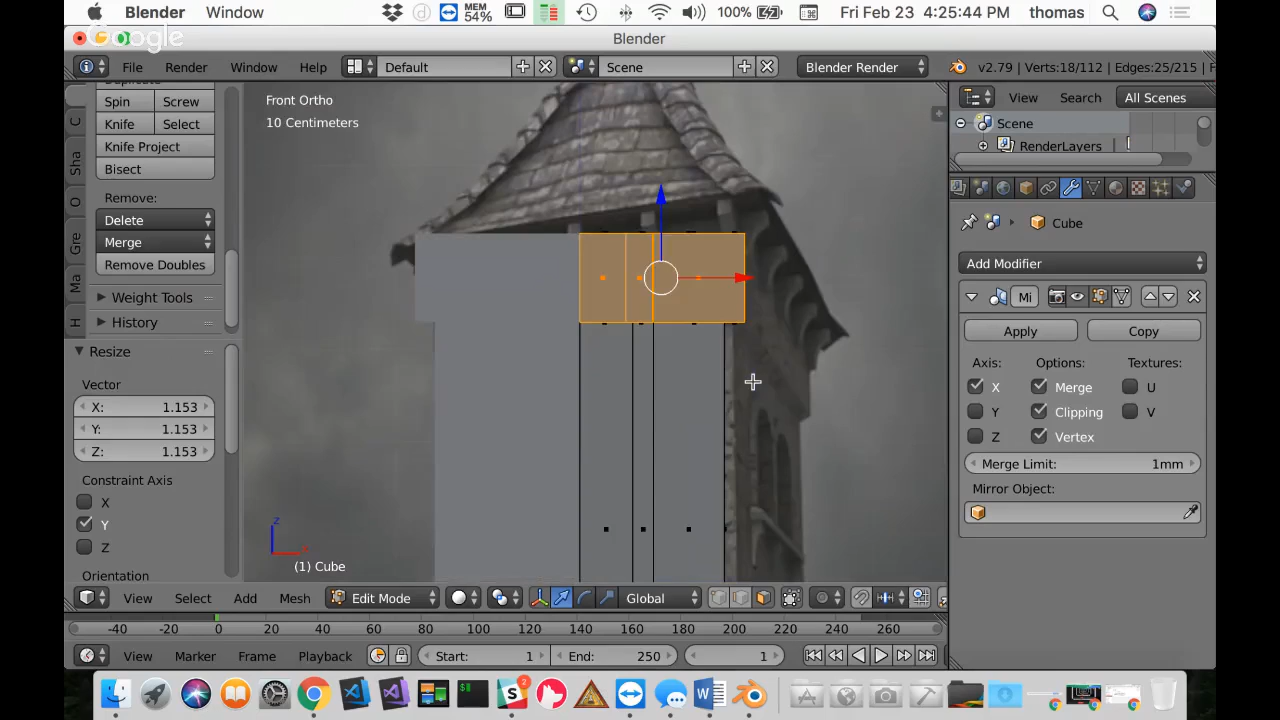 Blender Window MEM 54% 100% Fri Feb 23 4:25:44 PM thomas
Google
Blender
File Render Window Help Default Scene Blender Render v2.79 | Verts:18/112 | Edges:25/215 | F
Spin Screw
Knife Select
Knife Project
Bisect
Remove:
Delete
Merge
Remove Doubles
Weight Tools
History
Resize
Vector
X: 1.153
Y: 1.153
Z: 1.153
Constraint Axis
X
Y
Z
Orientation
C
Sha
O
Gre
Ma
H
Front Ortho
10 Centimeters
z
(1) Cube
View Select Add Mesh Edit Mode Global
View Search All Scenes
Scene
RenderLayers
Cube
Add Modifier
Mi
Apply Copy
Axis: Options: Textures:
X Merge U
Y Clipping V
Z Vertex
Merge Limit: 1mm
Mirror Object:
-40 -20 0 20 40 60 80 100 120 140 160 180 200 220 240 260
View Marker Frame Playback Start: 1 End: 250 1
2